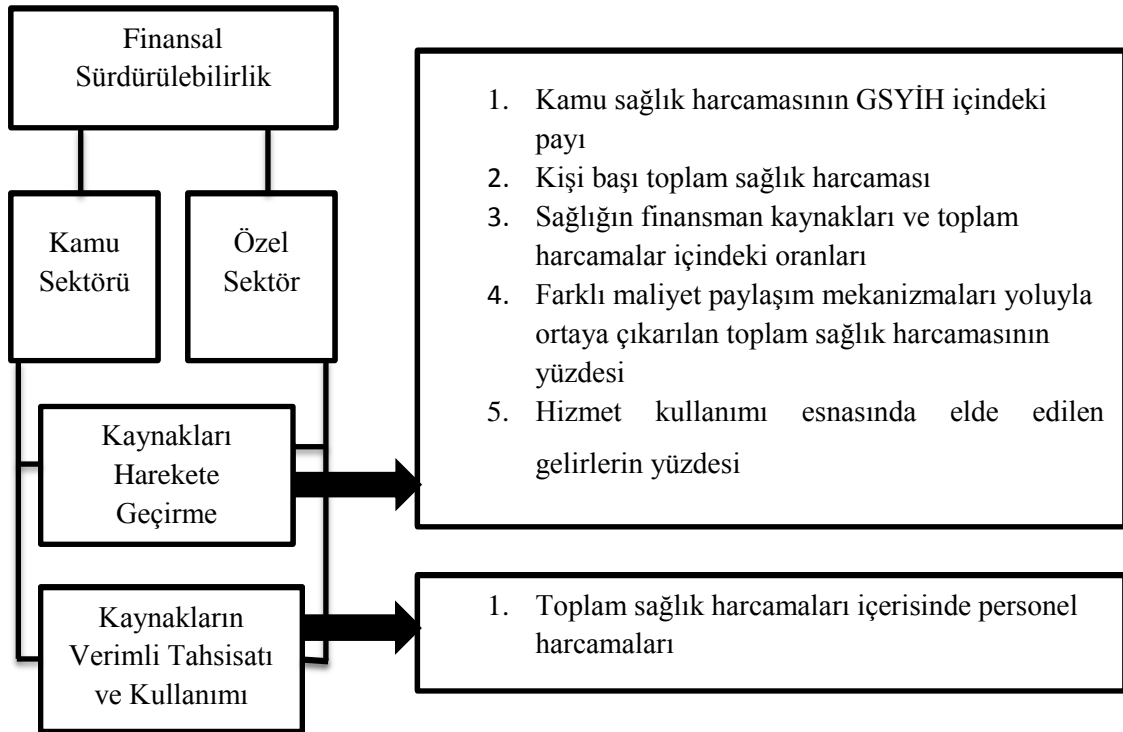 Finansal
Sürdürülebilirlik
Kamu
Sektörü
Özel
Sektör
Kaynakları
Harekete
Geçirme
1. Kamu sağlık harcamasının GSYİH içindeki
payı
2. Kişi başı toplam sağlık harcaması
3. Sağlığın finansman kaynakları ve toplam
harcamalar içindeki oranları
4. Farklı maliyet paylaşım mekanizmaları yoluyla
ortaya çıkarılan toplam sağlık harcamasının
yüzdesi
5. Hizmet kullanımı esnasında elde edilen
gelirlerin yüzdesi
Kaynakların
Verimli Tahsisatı
ve Kullanımı
1. Toplam sağlık harcamaları içerisinde personel
harcamaları